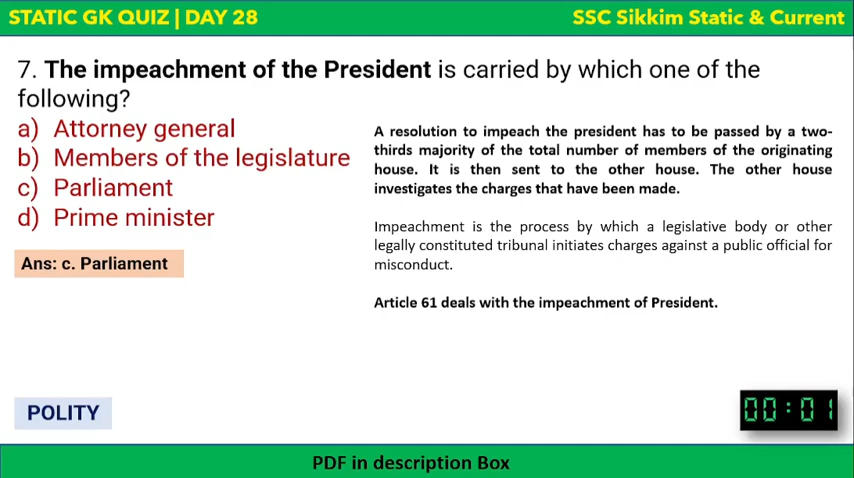 STATIC GK QUIZ | DAY 28
SSC Sikkim Static & Current
7. The impeachment of the President is carried by which one of the
following?
a) Attorney general
b) Members of the legislature
c) Parliament
d) Prime minister
Ans: c. Parliament
A resolution to impeach the president has to be passed by a two-
thirds majority of the total number of members of the originating
house. It is then sent to the other house. The other house
investigates the charges that have been made.
Impeachment is the process by which a legislative body or other
legally constituted tribunal initiates charges against a public official for
misconduct.
Article 61 deals with the impeachment of President.
POLITY
00:01
PDF in description Box